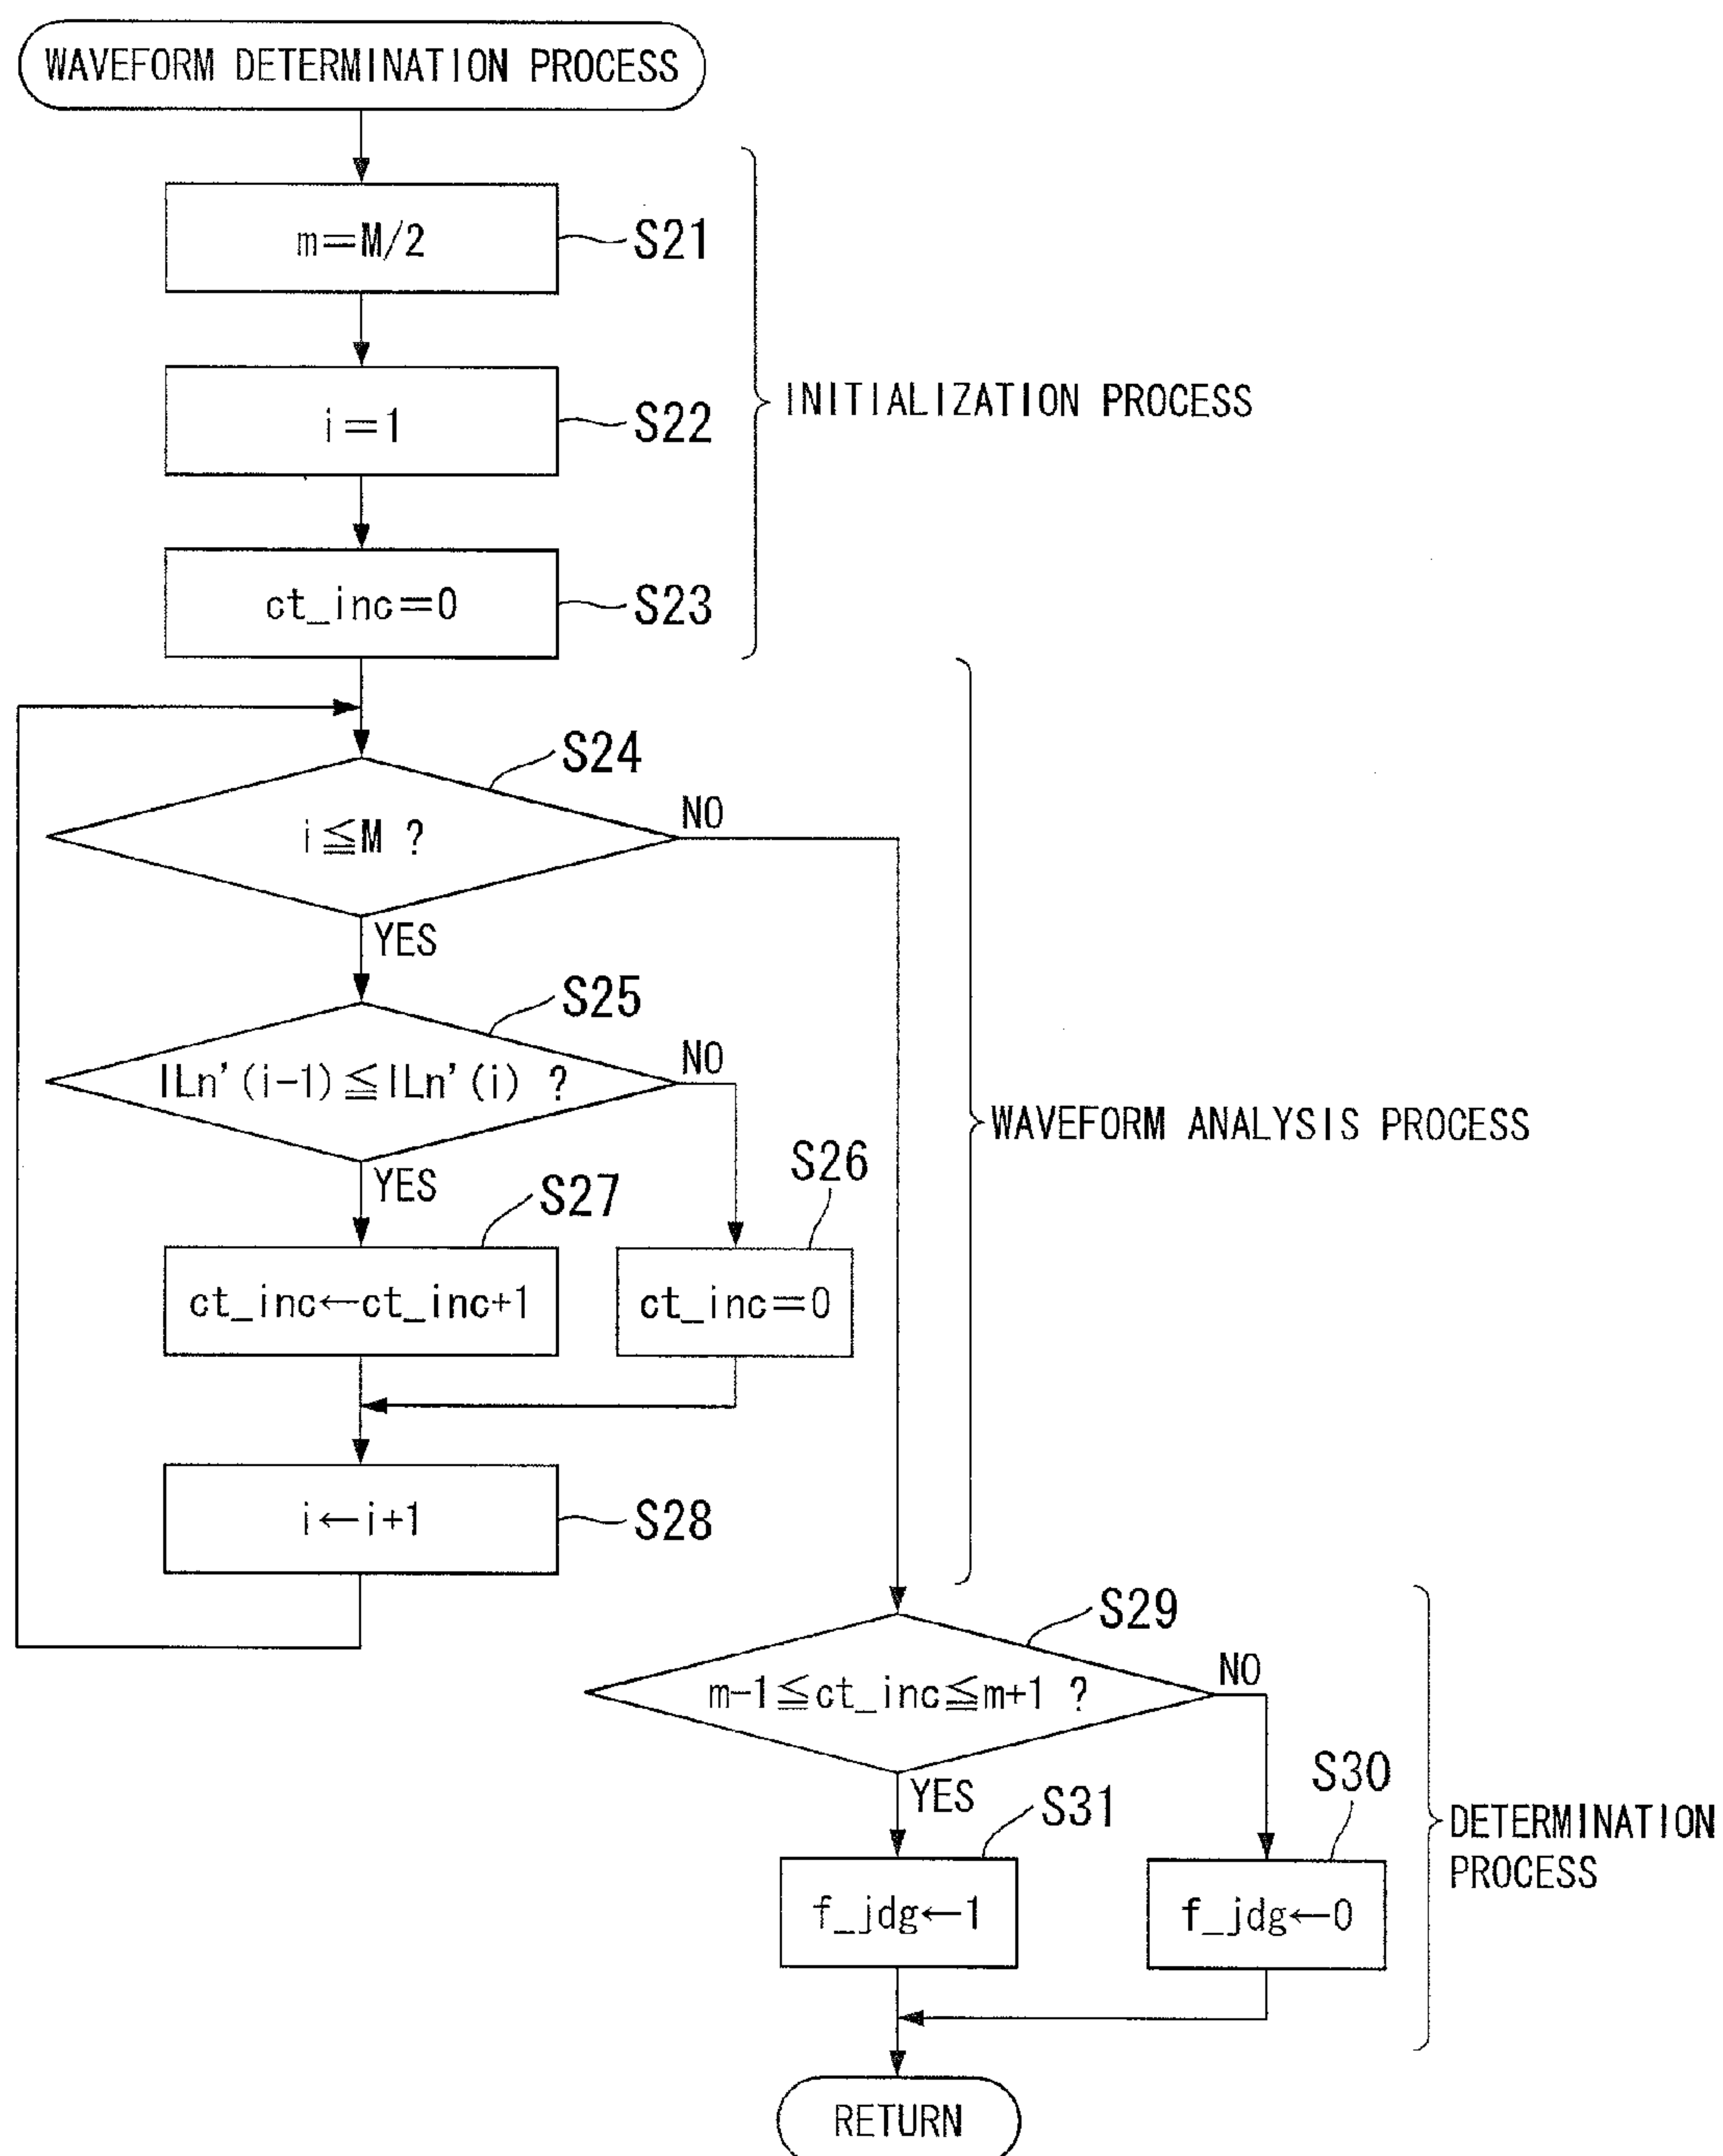 WAVEFORM DETERMINATION PROCESS
m=M/2
S21
i=1
S22
INITIALIZATION PROCESS
ct_inc=0
S23
S24
i≦M ?
NO
YES
S25
ILn'(i-1)≦ILn'(i) ?
NO
YES
WAVEFORM ANALYSIS PROCESS
S26
S27
ct_inc←ct_inc+1
ct_inc=0
i←i+1
S28
S29
m-1≦ct_inc≦m+1 ?
NO
YES
S30
S31
f_jdg←1
f_jdg←0
DETERMINATION
PROCESS
RETURN